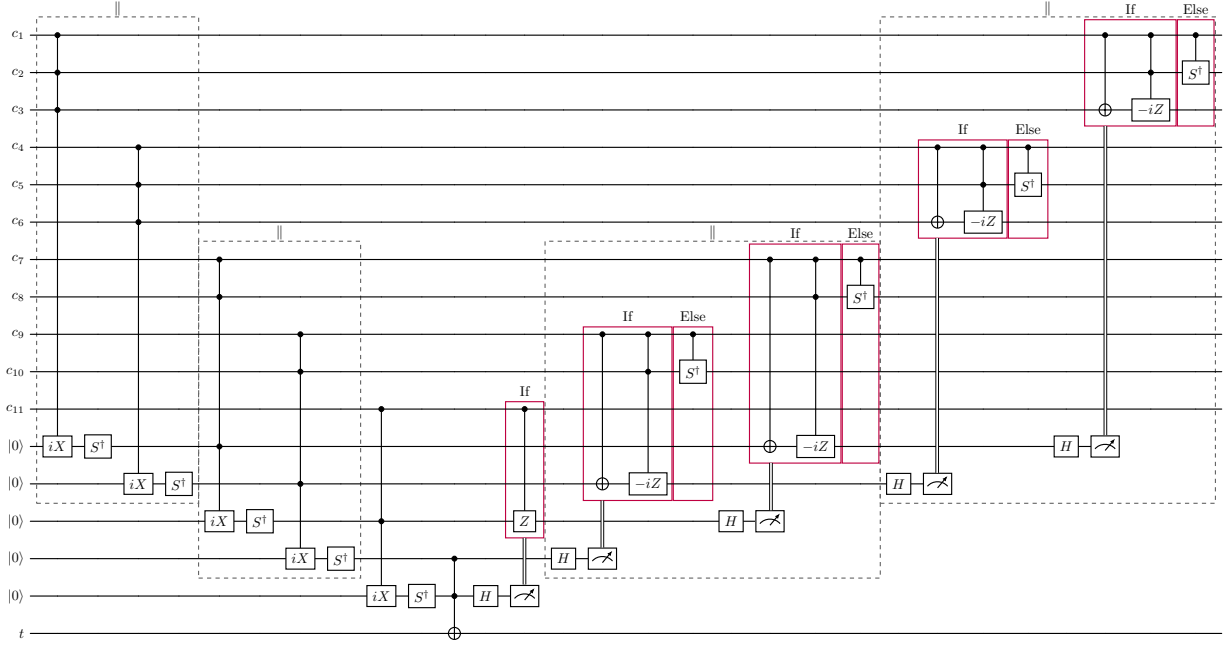 ∥ ∥
If Else
c₁
c₂ S†
c₃ −iZ
If Else
c₄
c₅ S†
c₆ −iZ
∥ ∥
If Else
c₇
c₈ S†
If Else
c₉
c₁₀ S†
If
c₁₁
|0⟩ iX S† −iZ H
|0⟩ iX S† −iZ H
|0⟩ iX S† Z H
|0⟩ iX S† H
|0⟩ iX S† H
t